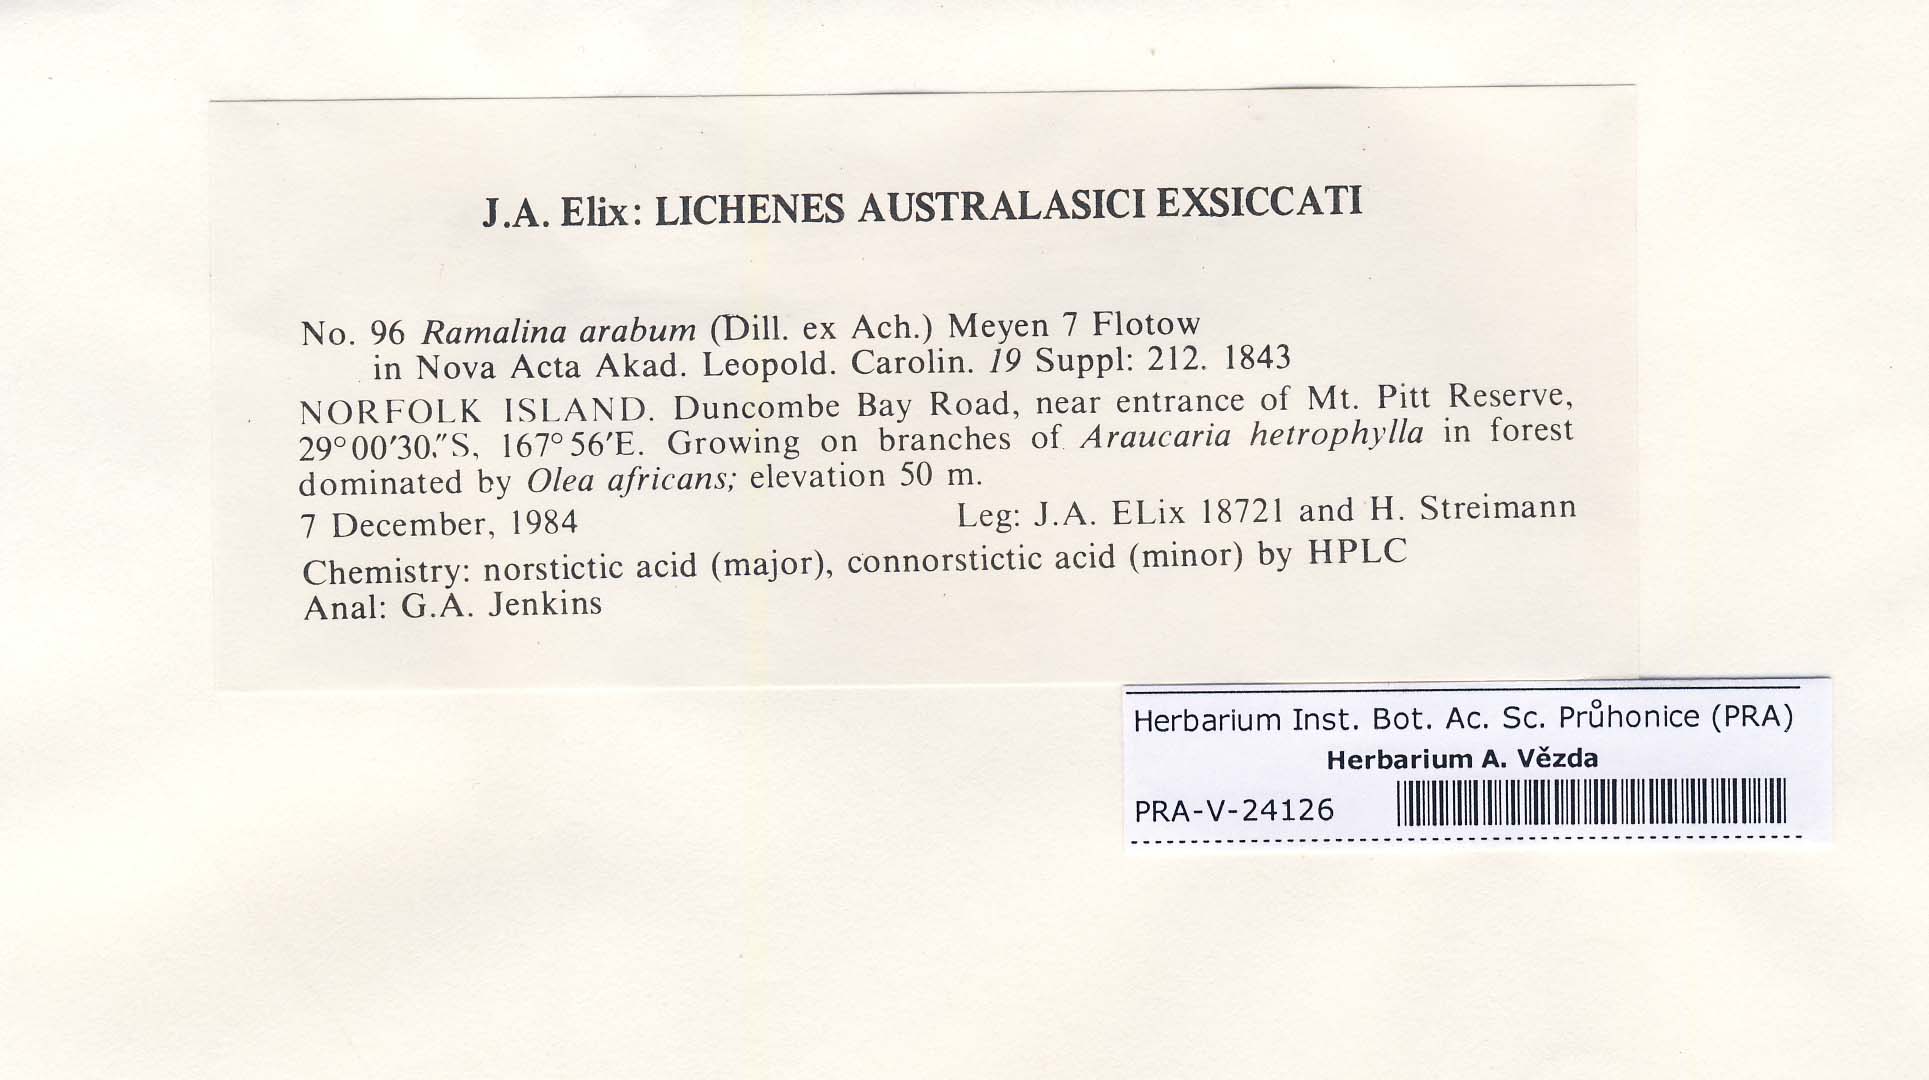 J.A. Elix: LICHENES AUSTRALASICI EXSICCATI
No. 96 Ramalina arabum (Dill. ex Ach.) Meyen 7 Flotow
in Nova Acta Akad. Leopold. Carolin. 19 Suppl: 212. 1843
NORFOLK ISLAND. Duncombe Bay Road, near entrance of Mt. Pitt Reserve,
29°00′30.″S, 167°56′E. Growing on branches of Araucaria hetrophylla in forest
dominated by Olea africans; elevation 50 m.
7 December, 1984 Leg: J.A. ELix 18721 and H. Streimann
Chemistry: norstictic acid (major), connorstictic acid (minor) by HPLC
Anal: G.A. Jenkins
Herbarium Inst. Bot. Ac. Sc. Průhonice (PRA)
Herbarium A. Vězda
PRA-V-24126